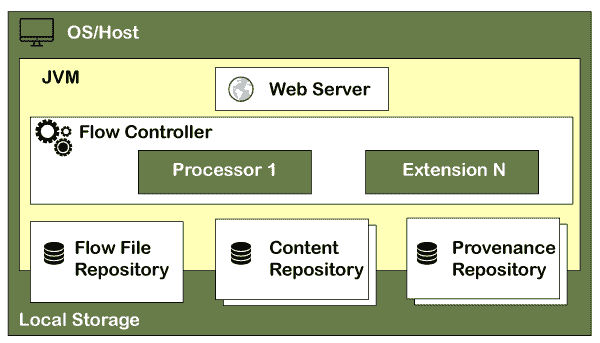 OS/Host
JVM
Web Server
Flow Controller
Processor 1
Extension N
Flow File
Repository
Content
Repository
Provenance
Repository
Local Storage